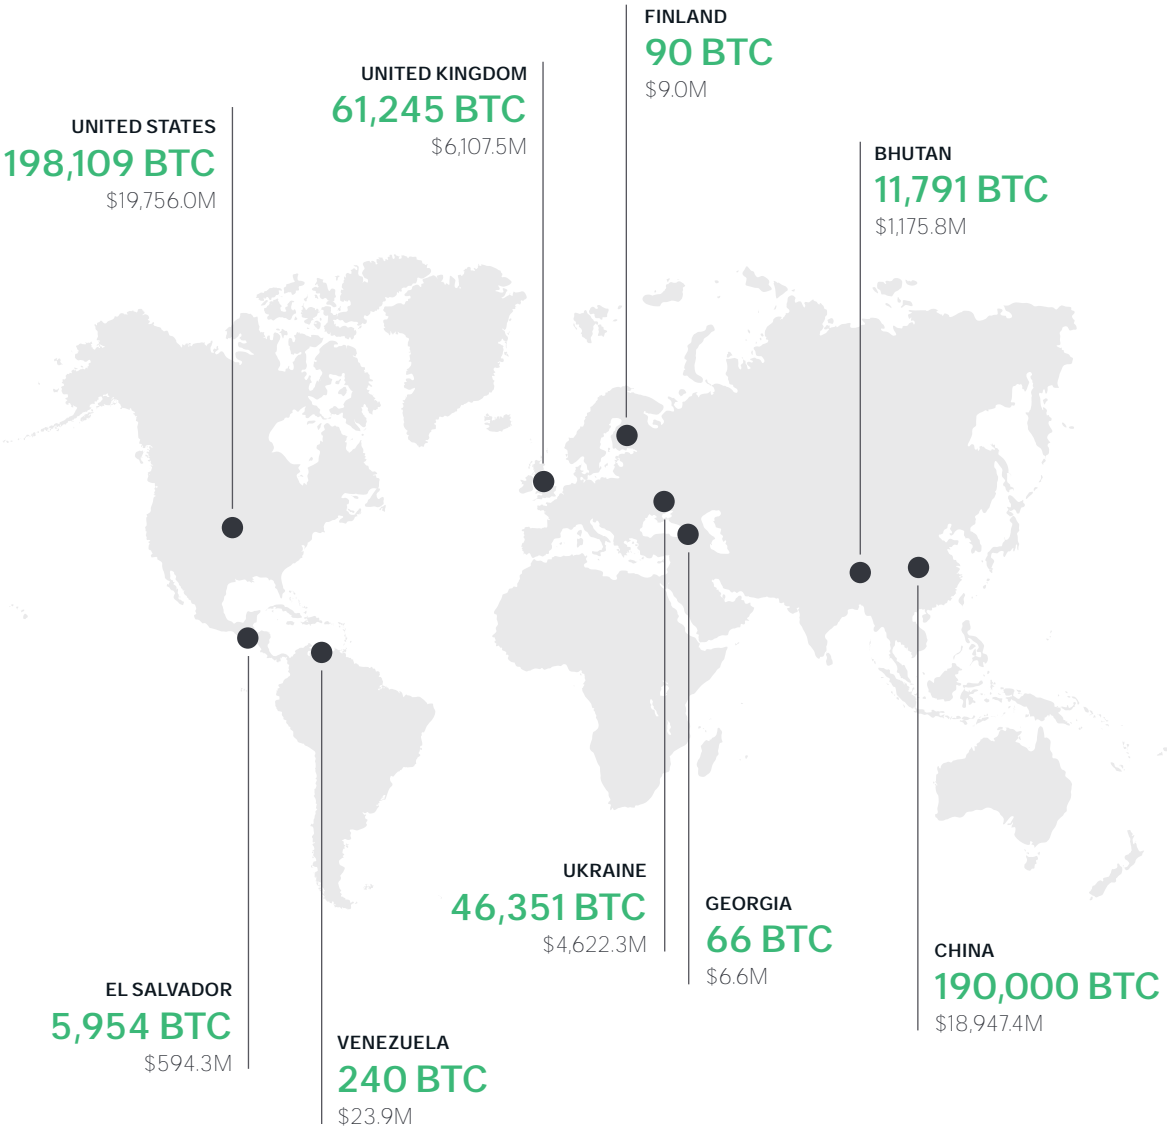 FINLAND
90 BTC
$9.0M
UNITED KINGDOM
61,245 BTC
$6,107.5M
UNITED STATES
198,109 BTC
$19,756.0M
BHUTAN
11,791 BTC
$1,175.8M
UKRAINE
46,351 BTC
$4,622.3M
GEORGIA
66 BTC
$6.6M
CHINA
190,000 BTC
$18,947.4M
EL SALVADOR
5,954 BTC
$594.3M
VENEZUELA
240 BTC
$23.9M